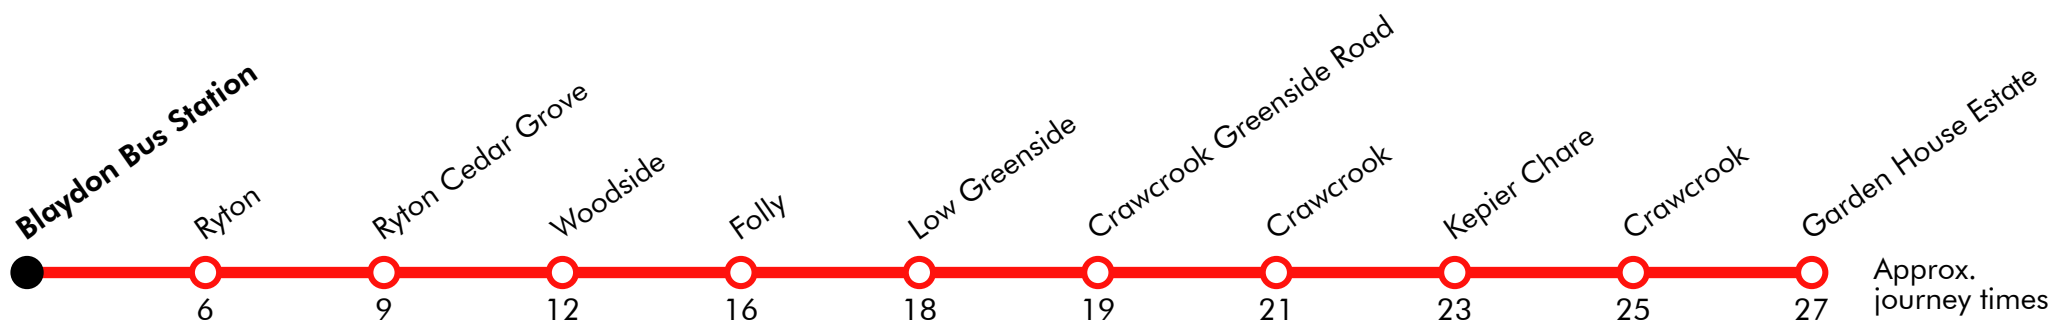 Blaydon Bus Station
Ryton
Ryton Cedar Grove
Woodside
Folly
Low Greenside
Crawcrook Greenside Road
Crawcrook
Kepier Chare
Crawcrook
Garden House Estate
6
9
12
16
18
19
21
23
25
27
Approx.
journey times